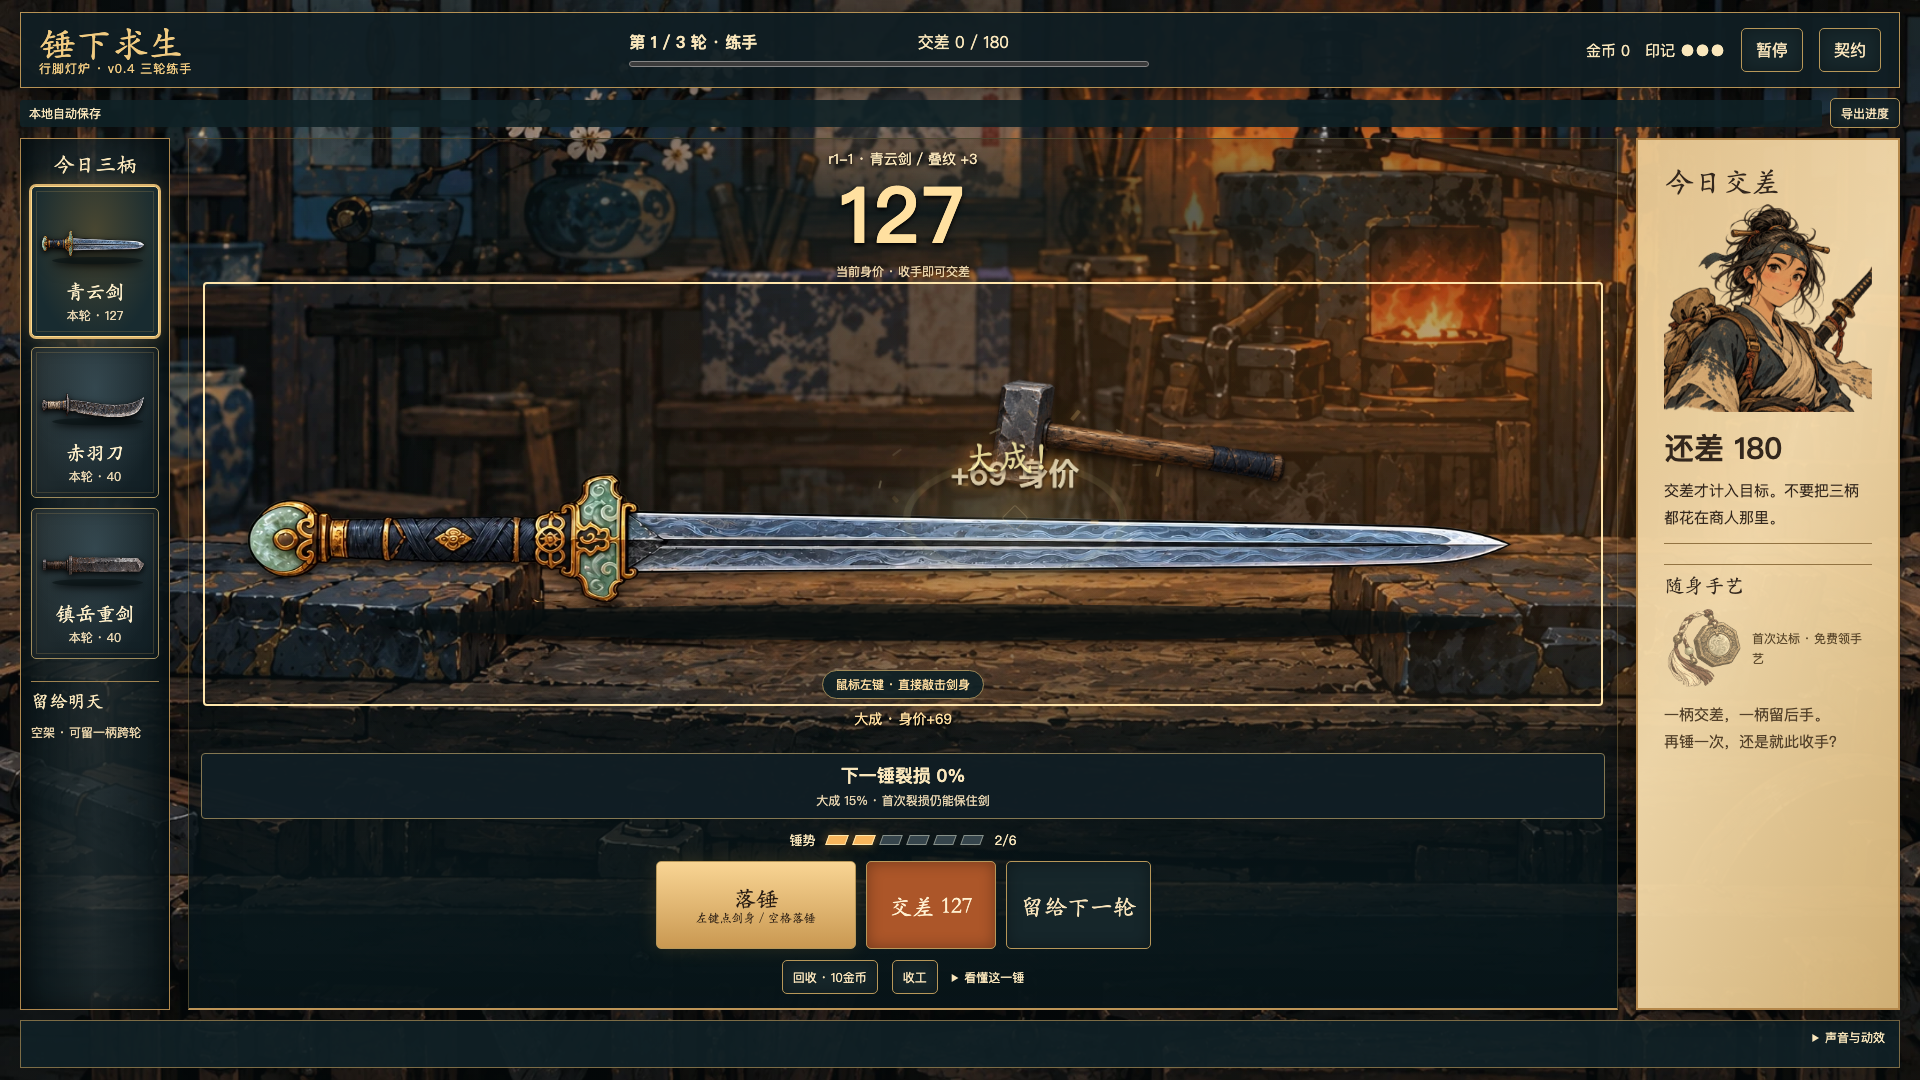 锤下求生
行脚灯炉 · v0.4 三轮练手
第 1 / 3 轮 · 练手
交差 0 / 180
金币 0
印记
暂停
契约
本地自动保存
导出进度
今日三柄
青云剑
本轮 · 127
赤羽刀
本轮 · 40
镇岳重剑
本轮 · 40
留给明天
空架 · 可留一柄跨轮
r1-1 · 青云剑 / 叠纹 +3
127
当前身价 · 收手即可交差
大成!
+69 身价
鼠标左键 · 直接敲击剑身
大成 · 身价+69
下一锤裂损 0%
大成 15% · 首次裂损仍能保住剑
锤势
2/6
落锤
左键点剑身 / 空格落锤
交差 127
留给下一轮
回收 · 10金币
收工
▶ 看懂这一锤
今日交差
还差 180
交差才计入目标。不要把三柄
都花在商人那里。
随身手艺
首次达标 · 免费领手
艺
一柄交差，一柄留后手。
再锤一次，还是就此收手？
▶ 声音与动效